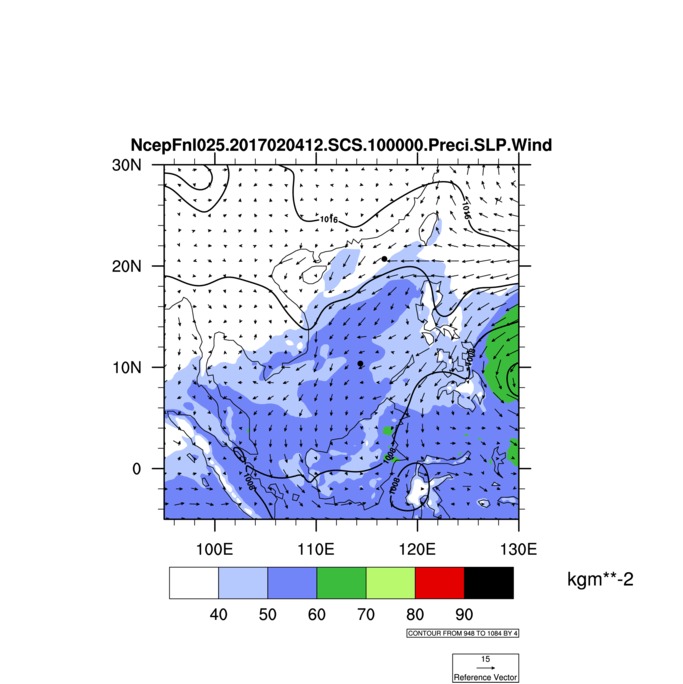 NcepFnl025.2017020412.SCS.100000.Preci.SLP.Wind
30N
1016
1016
20N
1008
10N
1008
0
1008
1008
100E 110E 120E 130E
kgm**-2
40 50 60 70 80 90
CONTOUR FROM 948 TO 1084 BY 4
15
Reference Vector